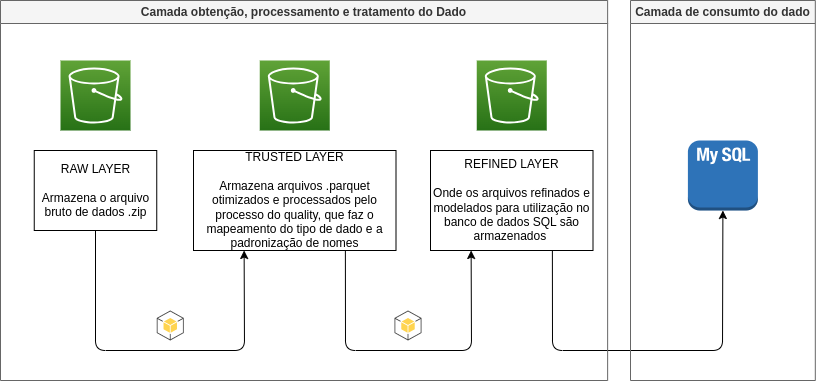 Camada obtenção, processamento e tratamento do Dado
Camada de consumto do dado
RAW LAYER
Armazena o arquivo
bruto de dados .zip
TRUSTED LAYER
Armazena arquivos .parquet
otimizados e processados pelo
processo do quality, que faz o
mapeamento do tipo de dado e a
padronização de nomes
REFINED LAYER
Onde os arquivos refinados e
modelados para utilização no
banco de dados SQL são
armazenados
My SQL